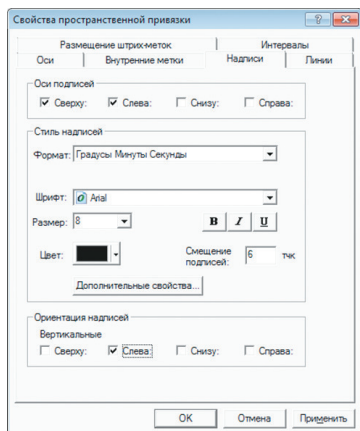 Свойства пространственной привязки
Размещение штрих-меток Интервалы
Оси Внутренние метки Надписи Линии
Оси подписей
Сверху: Слева: Снизу: Справа:
Стиль надписей
Формат: Градусы Минуты Секунды
Шрифт: Arial
Размер: 8 B I U
Цвет: Смещение подписей: 6 тчк
Дополнительные свойства...
Ориентация надписей
Вертикальные
Сверху: Слева: Снизу: Справа:
OK Отмена Применить